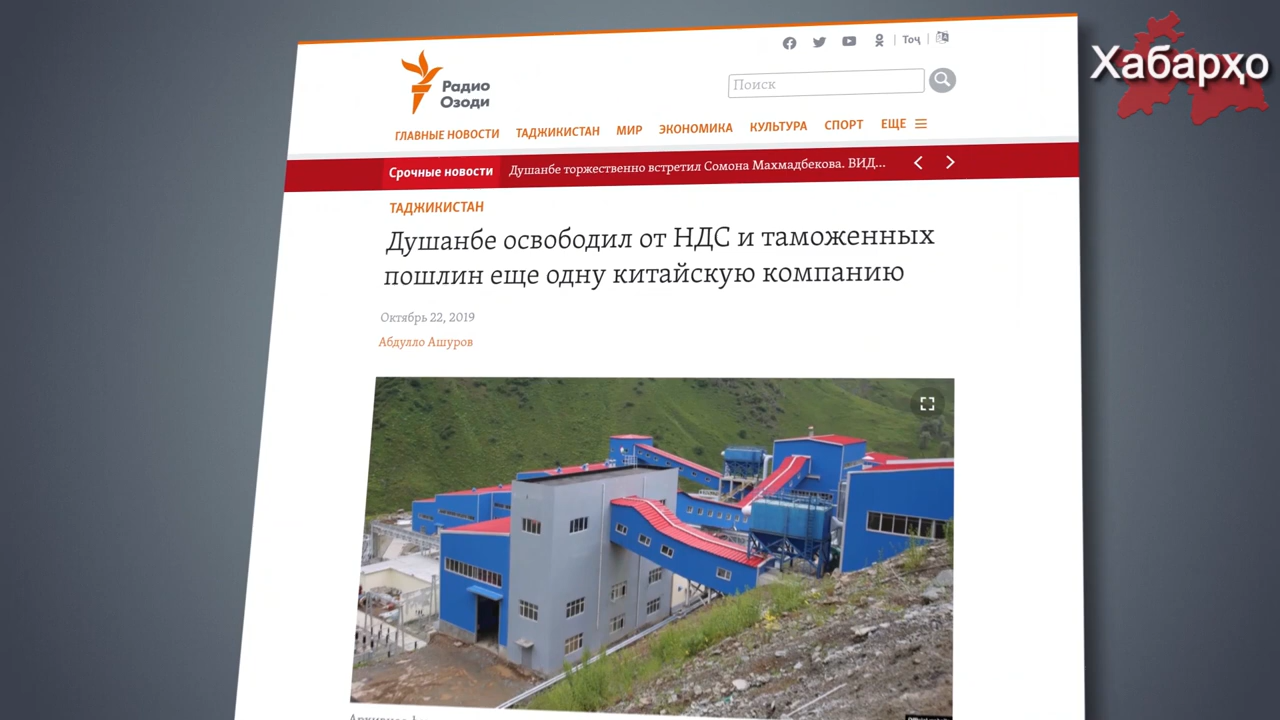 Хабарҳо
Радио
Озоди
Тоҷ
Поиск
ГЛАВНЫЕ НОВОСТИ ТАДЖИКИСТАН МИР ЭКОНОМИКА КУЛЬТУРА СПОРТ ЕЩЕ
Срочные новости Душанбе торжественно встретил Сомона Махмадбекова. ВИД...
ТАДЖИКИСТАН
Душанбе освободил от НДС и таможенных
пошлин еще одну китайскую компанию
Октябрь 22, 2019
Абдулло Ашуров